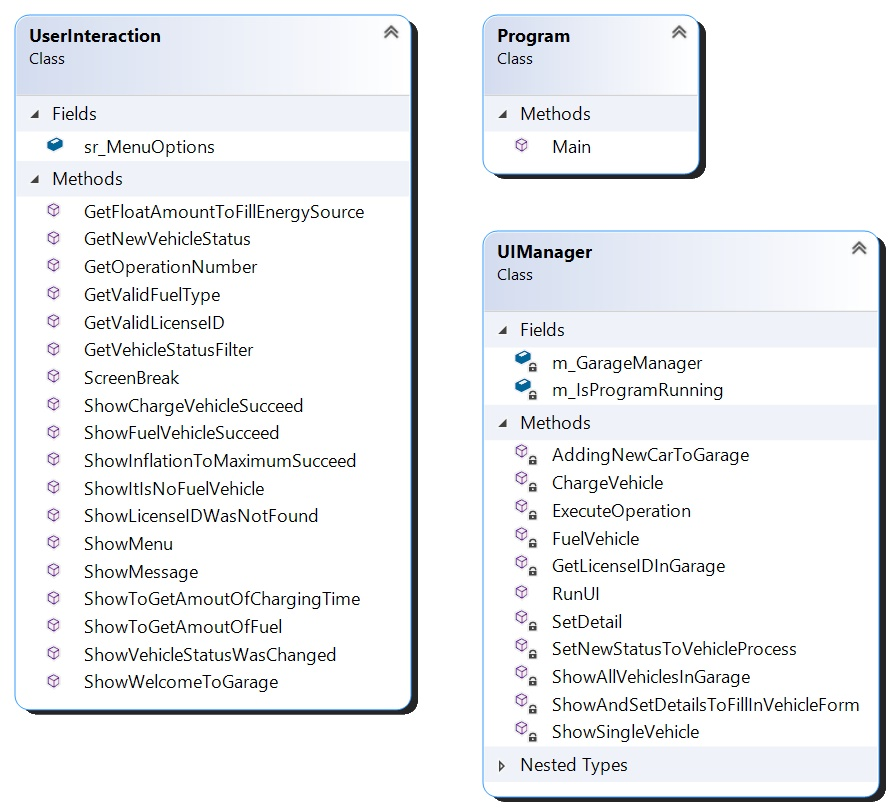 UserInteraction
Class
Fields
sr_MenuOptions
Methods
GetFloatAmountToFillEnergySource
GetNewVehicleStatus
GetOperationNumber
GetValidFuelType
GetValidLicenseID
GetVehicleStatusFilter
ScreenBreak
ShowChargeVehicleSucceed
ShowFuelVehicleSucceed
ShowInflationToMaximumSucceed
ShowItIsNoFuelVehicle
ShowLicenseIDWasNotFound
ShowMenu
ShowMessage
ShowToGetAmoutOfChargingTime
ShowToGetAmoutOfFuel
ShowVehicleStatusWasChanged
ShowWelcomeToGarage
Program
Class
Methods
Main
UIManager
Class
Fields
m_GarageManager
m_IsProgramRunning
Methods
AddingNewCarToGarage
ChargeVehicle
ExecuteOperation
FuelVehicle
GetLicenseIDInGarage
RunUI
SetDetail
SetNewStatusToVehicleProcess
ShowAllVehiclesInGarage
ShowAndSetDetailsToFillInVehicleForm
ShowSingleVehicle
Nested Types